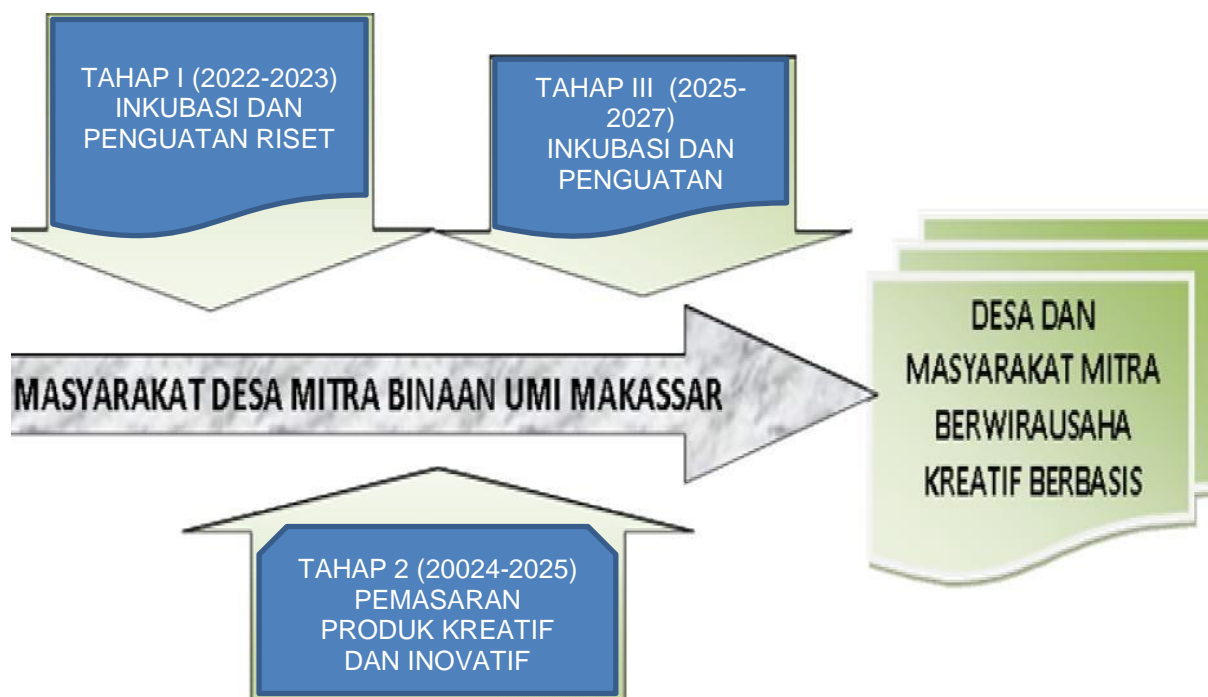 TAHAP I (2022-2023)
INKUBASI DAN
PENGUATAN RISET
TAHAP III (2025-
2027)
INKUBASI DAN
PENGUATAN
MASYARAKAT DESA MITRA BINAAN UMI MAKASSAR
DESA DAN
MASYARAKAT MITRA
BERWIRAUSAHA
KREATIF BERBASIS
TAHAP 2 (20024-2025)
PEMASARAN
PRODUK KREATIF
DAN INOVATIF